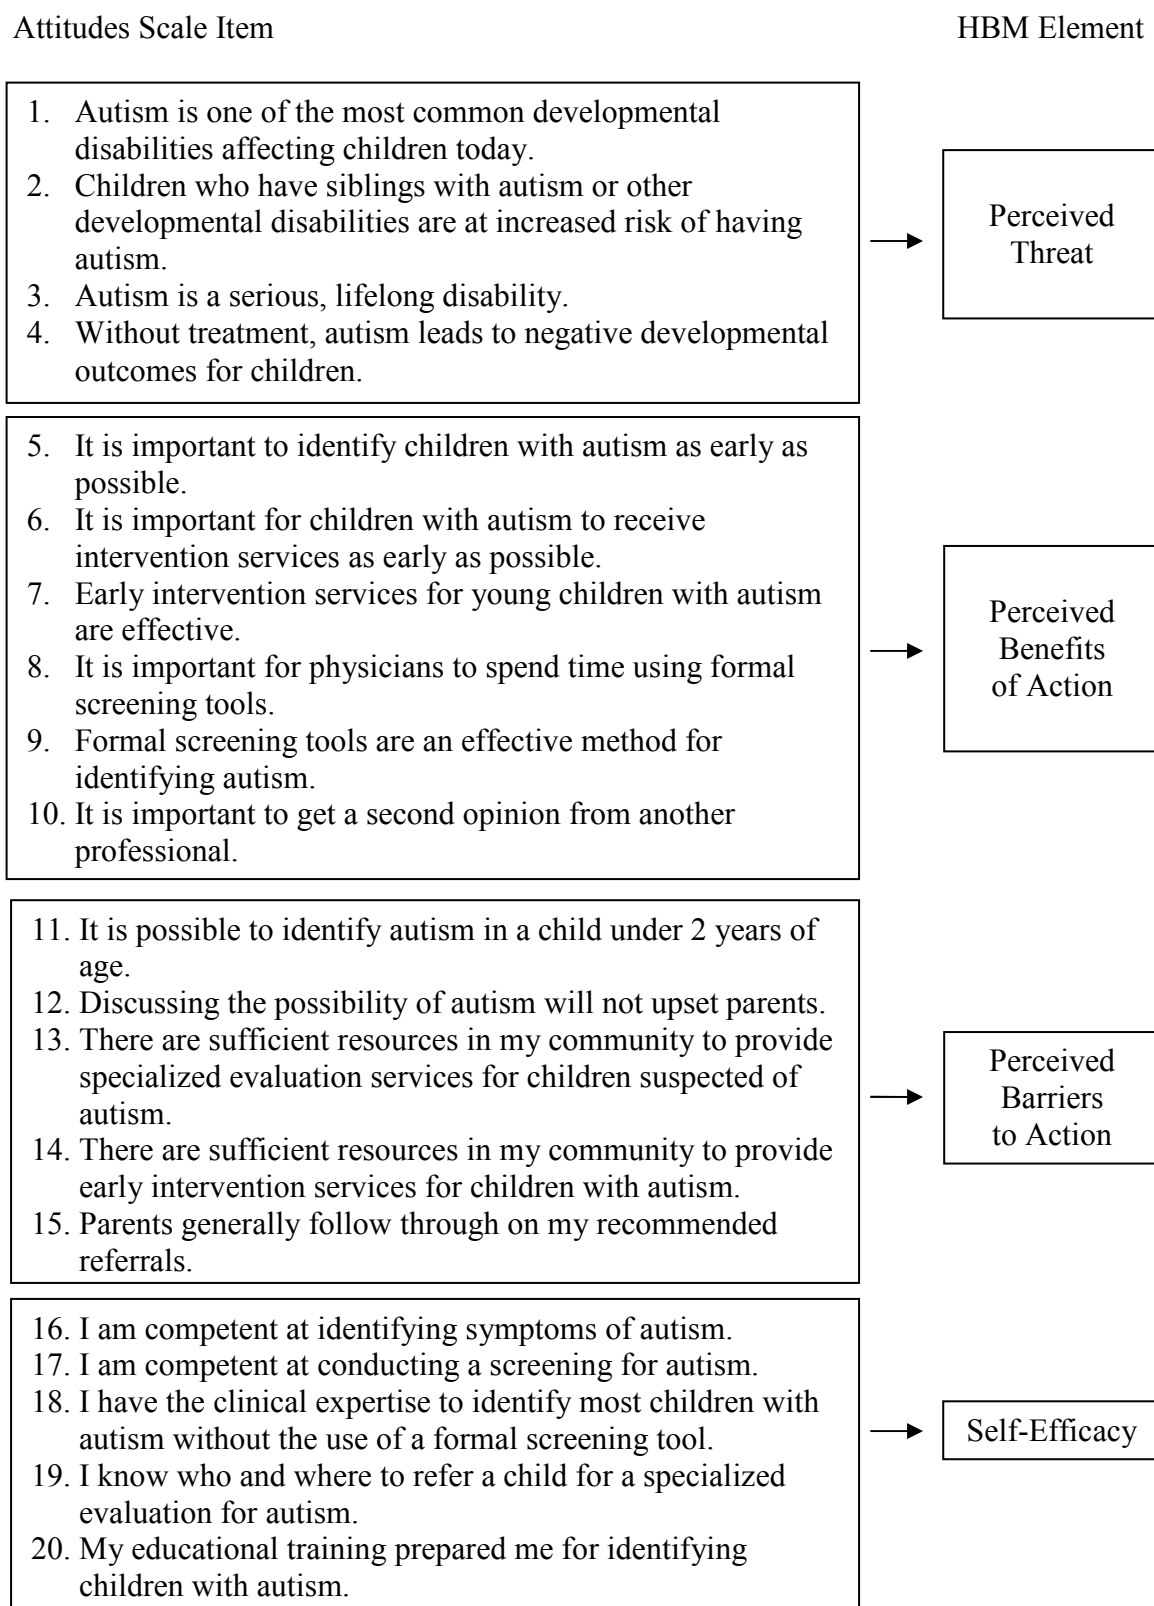 Attitudes Scale Item
HBM Element
1. Autism is one of the most common developmental
disabilities affecting children today.
2. Children who have siblings with autism or other
developmental disabilities are at increased risk of having
autism.
3. Autism is a serious, lifelong disability.
4. Without treatment, autism leads to negative developmental
outcomes for children.
Perceived
Threat
5. It is important to identify children with autism as early as
possible.
6. It is important for children with autism to receive
intervention services as early as possible.
7. Early intervention services for young children with autism
are effective.
8. It is important for physicians to spend time using formal
screening tools.
9. Formal screening tools are an effective method for
identifying autism.
10. It is important to get a second opinion from another
professional.
Perceived
Benefits
of Action
11. It is possible to identify autism in a child under 2 years of
age.
12. Discussing the possibility of autism will not upset parents.
13. There are sufficient resources in my community to provide
specialized evaluation services for children suspected of
autism.
14. There are sufficient resources in my community to provide
early intervention services for children with autism.
15. Parents generally follow through on my recommended
referrals.
Perceived
Barriers
to Action
16. I am competent at identifying symptoms of autism.
17. I am competent at conducting a screening for autism.
18. I have the clinical expertise to identify most children with
autism without the use of a formal screening tool.
19. I know who and where to refer a child for a specialized
evaluation for autism.
20. My educational training prepared me for identifying
children with autism.
Self-Efficacy